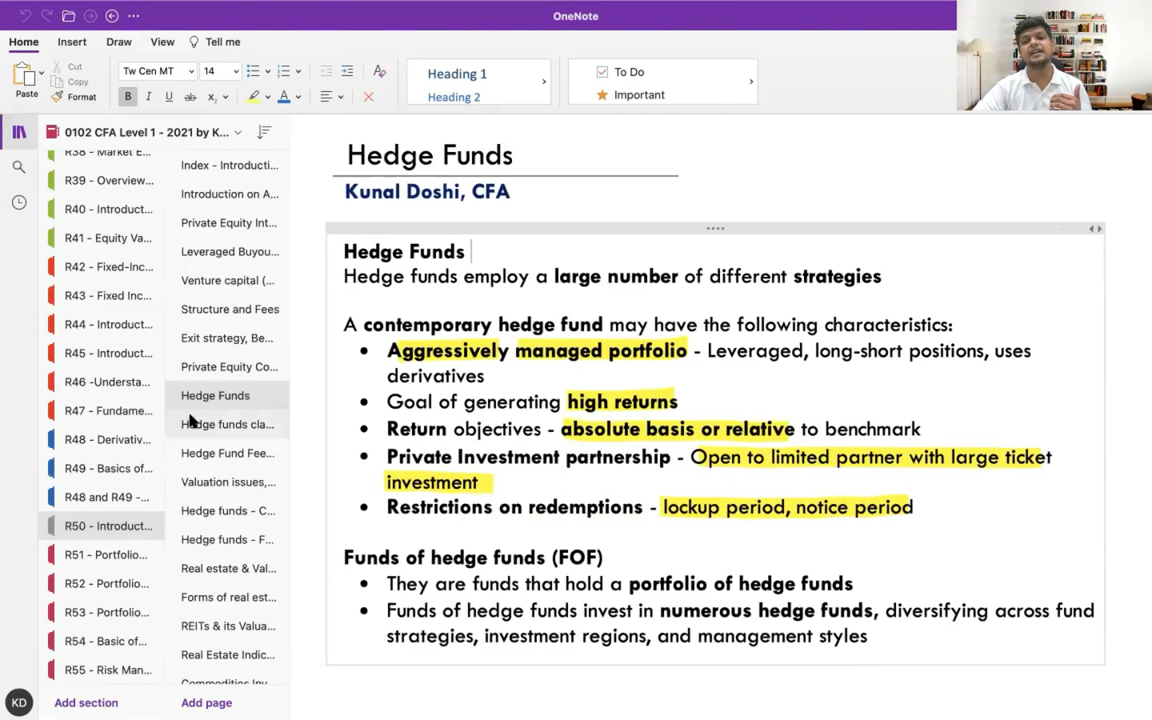 OneNote
Home Insert Draw View Tell me
Paste
Cut
Copy
Format
Tw Cen MT 14
B I U ab x₂ A
Heading 1
Heading 2
To Do
Important
0102 CFA Level 1 - 2021 by K...
R38 - Market E...
R39 - Overview...
R40 - Introduct...
R41 - Equity Va...
R42 - Fixed-Inc...
R43 - Fixed Inc...
R44 - Introduct...
R45 - Introduct...
R46 -Understa...
R47 - Fundame...
R48 - Derivativ...
R49 - Basics of...
R48 and R49 -...
R50 - Introduct...
R51 - Portfolio...
R52 - Portfolio...
R53 - Portfolio...
R54 - Basic of...
R55 - Risk Man...
Add section
KD
Index - Introducti...
Introduction on A...
Private Equity Int...
Leveraged Buyou...
Venture capital (...
Structure and Fees
Exit strategy, Be...
Private Equity Co...
Hedge Funds
Hedge funds cla...
Hedge Fund Fee...
Valuation issues,...
Hedge funds - C...
Hedge funds - F...
Real estate & Val...
Forms of real est...
REITs & its Valua...
Real Estate Indic...
Commodities Inv...
Add page
Hedge Funds
Kunal Doshi, CFA
Hedge Funds
Hedge funds employ a large number of different strategies
A contemporary hedge fund may have the following characteristics:
• Aggressively managed portfolio - Leveraged, long-short positions, uses
derivatives
• Goal of generating high returns
• Return objectives - absolute basis or relative to benchmark
• Private Investment partnership - Open to limited partner with large ticket
investment
• Restrictions on redemptions - lockup period, notice period
Funds of hedge funds (FOF)
• They are funds that hold a portfolio of hedge funds
• Funds of hedge funds invest in numerous hedge funds, diversifying across fund
strategies, investment regions, and management styles